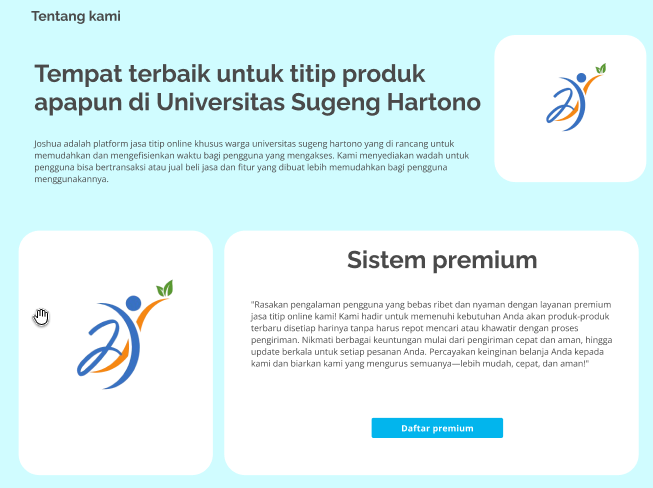 Tentang kami
Tempat terbaik untuk titip produk
apapun di Universitas Sugeng Hartono
Joshua adalah platform jasa titip online khusus warga universitas sugeng hartono yang di rancang untuk
memudahkan dan mengefisienkan waktu bagi pengguna yang mengakses. Kami menyediakan wadah untuk
pengguna bisa bertransaksi atau jual beli jasa dan fitur yang dibuat lebih memudahkan bagi pengguna
menggunakannya.
Sistem premium
"Rasakan pengalaman pengguna yang bebas ribet dan nyaman dengan layanan premium
jasa titip online kami! Kami hadir untuk memenuhi kebutuhan Anda akan produk-produk
terbaru disetiap harinya tanpa harus repot mencari atau khawatir dengan proses
pengiriman. Nikmati berbagai keuntungan mulai dari pengiriman cepat dan aman, hingga
update berkala untuk setiap pesanan Anda. Percayakan keinginan belanja Anda kepada
kami dan biarkan kami yang mengurus semuanya—lebih mudah, cepat, dan aman!"
Daftar premium